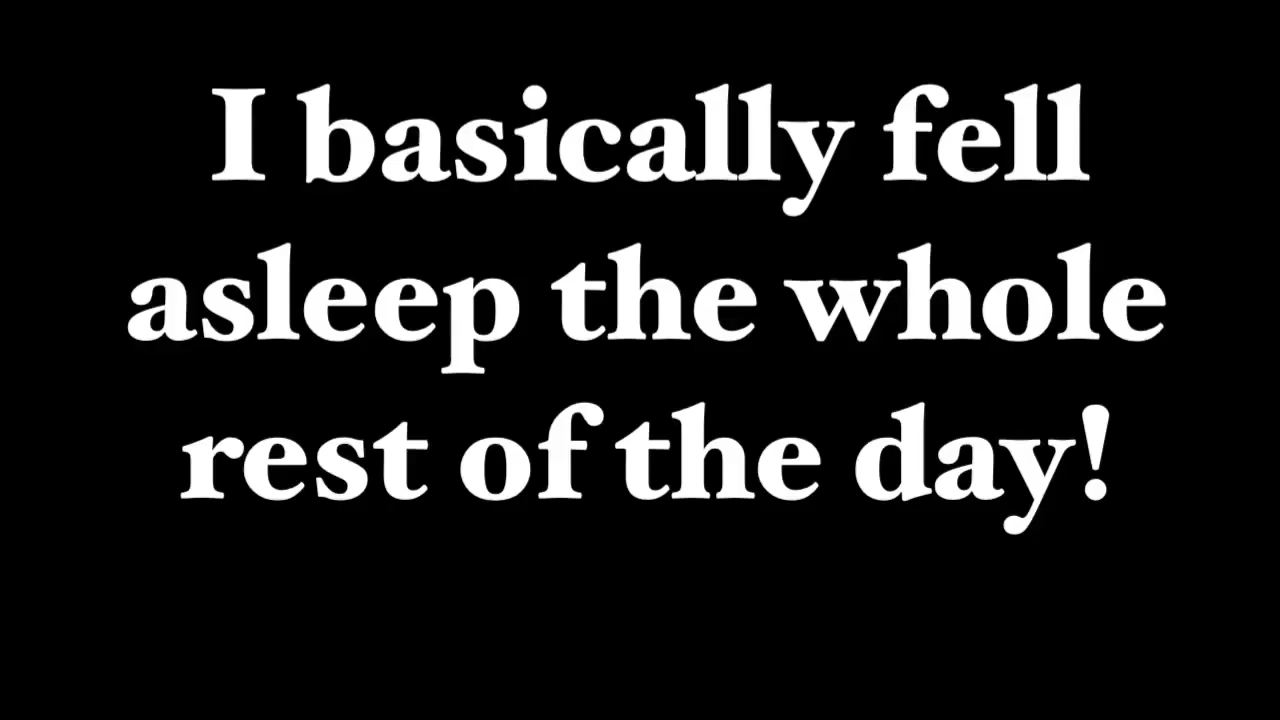 I basically fell
asleep the whole
rest of the day!